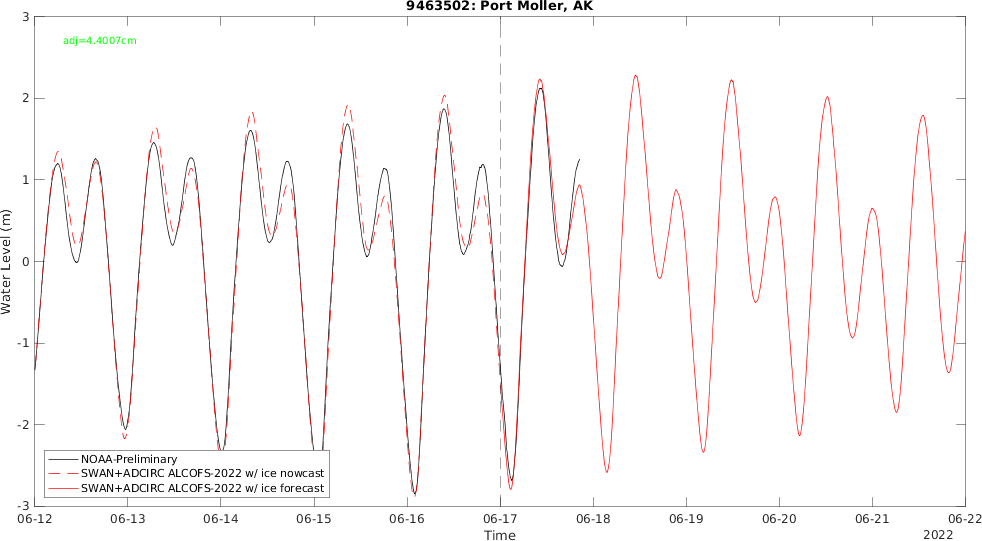 9463502: Port Moller, AK
adj=4.4007cm
3
2
1
0
-1
-2
-3
Water Level (m)
NOAA-Preliminary
SWAN+ADCIRC ALCOFS-2022 w/ ice nowcast
SWAN+ADCIRC ALCOFS-2022 w/ ice forecast
06-12 06-13 06-14 06-15 06-16 06-17 06-18 06-19 06-20 06-21 06-22
Time
2022